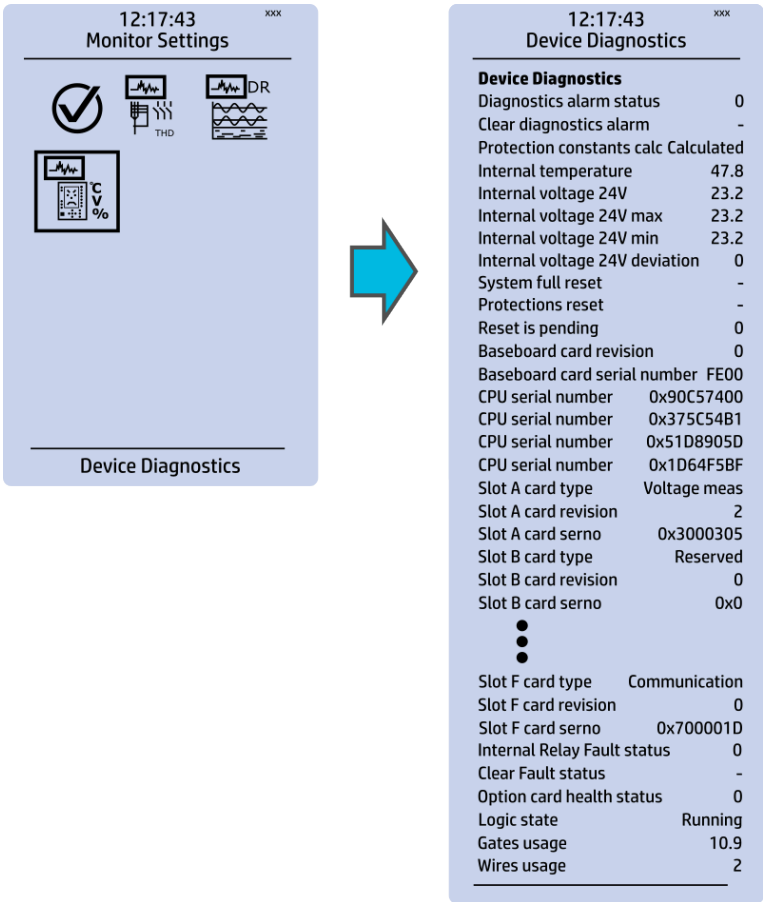 12:17:43 xxx
Monitor Settings
DR
THD
°C
V
%
Device Diagnostics
12:17:43 xxx
Device Diagnostics
Device Diagnostics
Diagnostics alarm status 0
Clear diagnostics alarm -
Protection constants calc Calculated
Internal temperature 47.8
Internal voltage 24V 23.2
Internal voltage 24V max 23.2
Internal voltage 24V min 23.2
Internal voltage 24V deviation 0
System full reset -
Protections reset -
Reset is pending 0
Baseboard card revision 0
Baseboard card serial number FE00
CPU serial number 0x90C57400
CPU serial number 0x375C54B1
CPU serial number 0x51D8905D
CPU serial number 0x1D64F5BF
Slot A card type Voltage meas
Slot A card revision 2
Slot A card serno 0x3000305
Slot B card type Reserved
Slot B card revision 0
Slot B card serno 0x0
Slot F card type Communication
Slot F card revision 0
Slot F card serno 0x700001D
Internal Relay Fault status 0
Clear Fault status -
Option card health status 0
Logic state Running
Gates usage 10.9
Wires usage 2